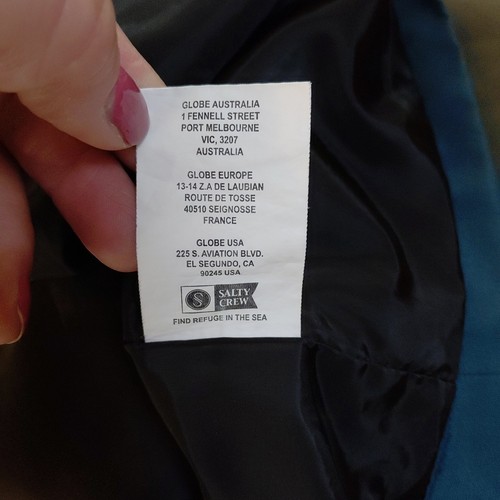 GLOBE AUSTRALIA
1 FENNELL STREET
PORT MELBOURNE
VIC, 3207
AUSTRALIA
GLOBE EUROPE
13-14 Z.A DE LAUBIAN
ROUTE DE TOSSE
40510 SEIGNOSSE
FRANCE
GLOBE USA
225 S. AVIATION BLVD.
EL SEGUNDO, CA
90245 USA
S SALTY
CREW
FIND REFUGE IN THE SEA